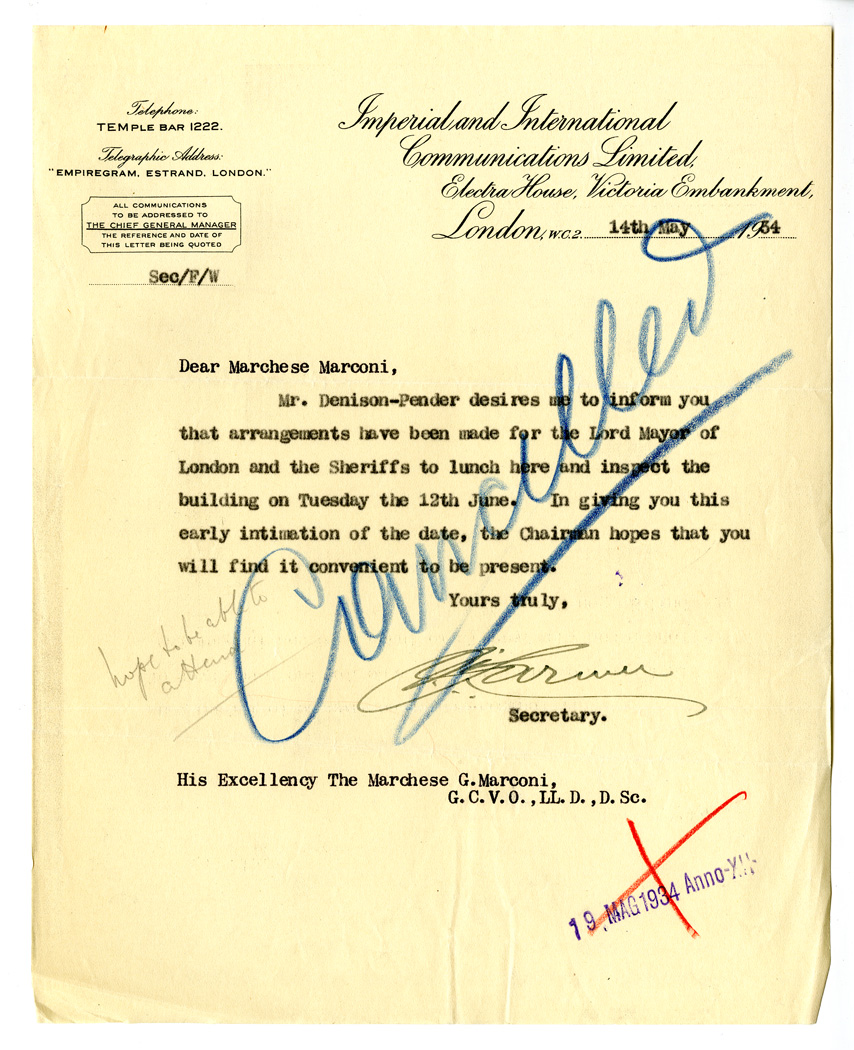 Telephone:
TEMPLE BAR 1222.
Telegraphic Address:
"EMPIREGRAM, ESTRAND, LONDON."
ALL COMMUNICATIONS
TO BE ADDRESSED TO
THE CHIEF GENERAL MANAGER
THE REFERENCE AND DATE OF
THIS LETTER BEING QUOTED
Sec/F/W
Imperial and International
Communications Limited,
Electra House, Victoria Embankment,
London, W.C.2. 14th May 1934
Dear Marchese Marconi,
Mr. Denison-Pender desires me to inform you
that arrangements have been made for the Lord Mayor of
London and the Sheriffs to lunch here and inspect the
building on Tuesday the 12th June. In giving you this
early intimation of the date, the Chairman hopes that you
will find it convenient to be present.
Yours truly,
Cancelled
hope to be able to
attend
Secretary.
His Excellency The Marchese G.Marconi,
G.C.V.O.,LL.D.,D.Sc.
19. MAG 1934 Anno-XII-